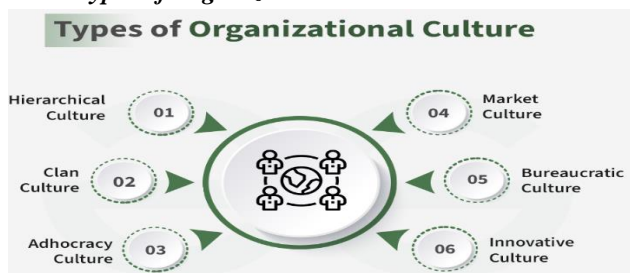 Types of Organizational Culture
Hierarchical
Culture
01
Clan
Culture
02
Adhocracy
Culture
03
04
Market
Culture
05
Bureaucratic
Culture
06
Innovative
Culture